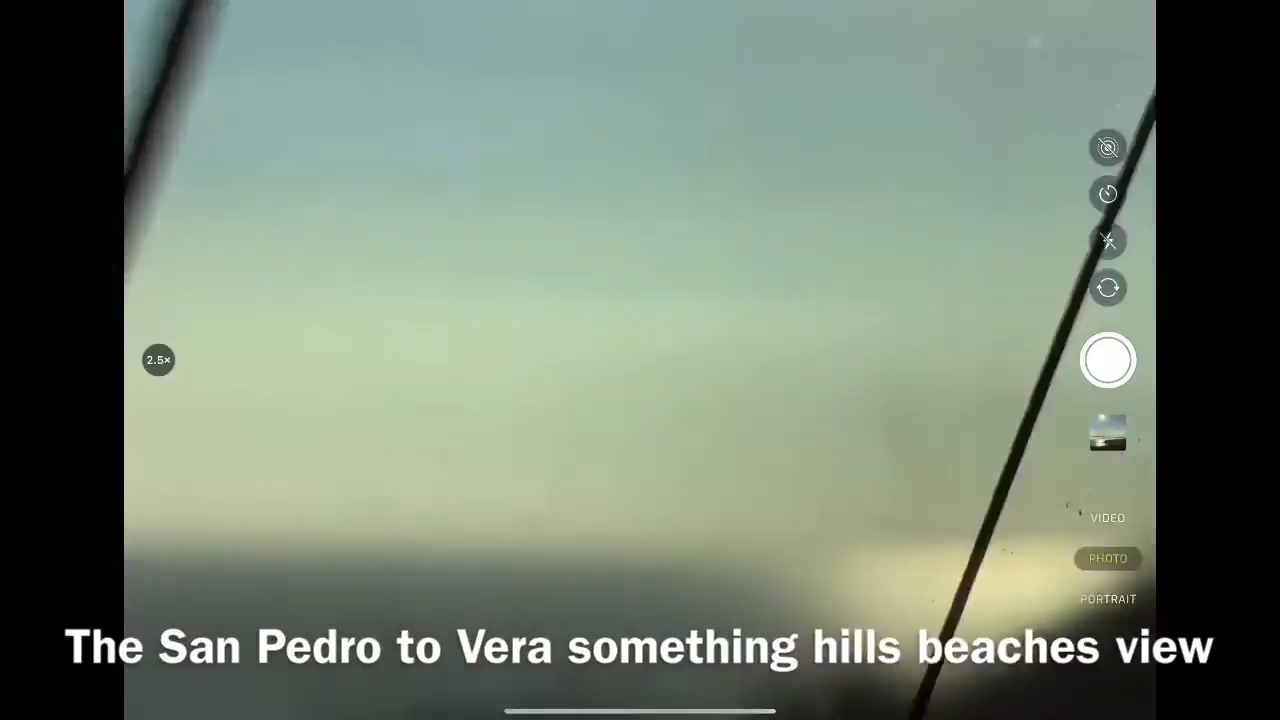 2.5×
VIDEO
PHOTO
PORTRAIT
The San Pedro to Vera something hills beaches view